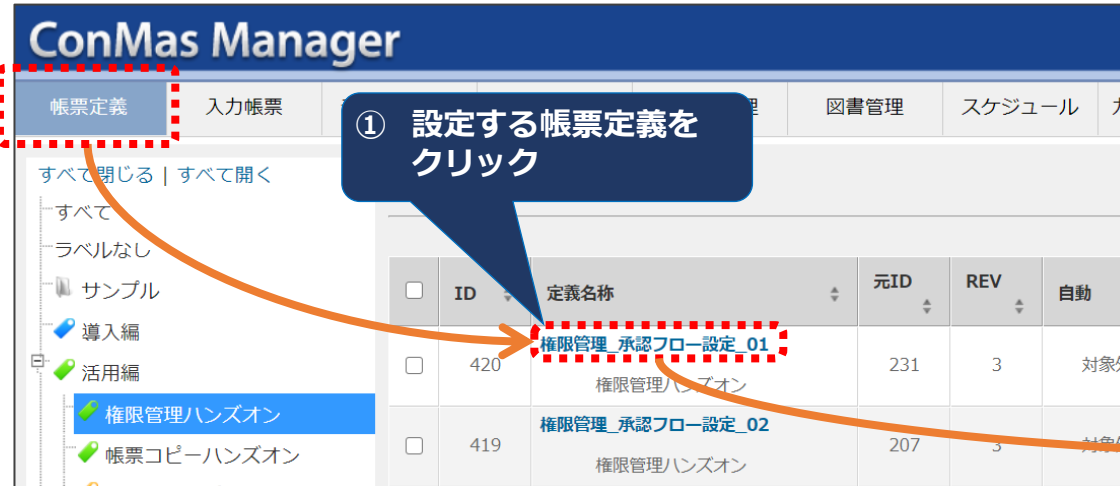 ConMas Manager
帳票定義 入力帳票 図書管理 スケジュール
① 設定する帳票定義を
クリック
すべて閉じる | すべて開く
すべて
ラベルなし
サンプル
導入編
活用編
権限管理ハンズオン
帳票コピーハンズオン
ID 定義名称 元ID REV 自動
420 権限管理_承認フロー設定_01 231 3
権限管理ハンズオン
419 権限管理_承認フロー設定_02 207 3
権限管理ハンズオン